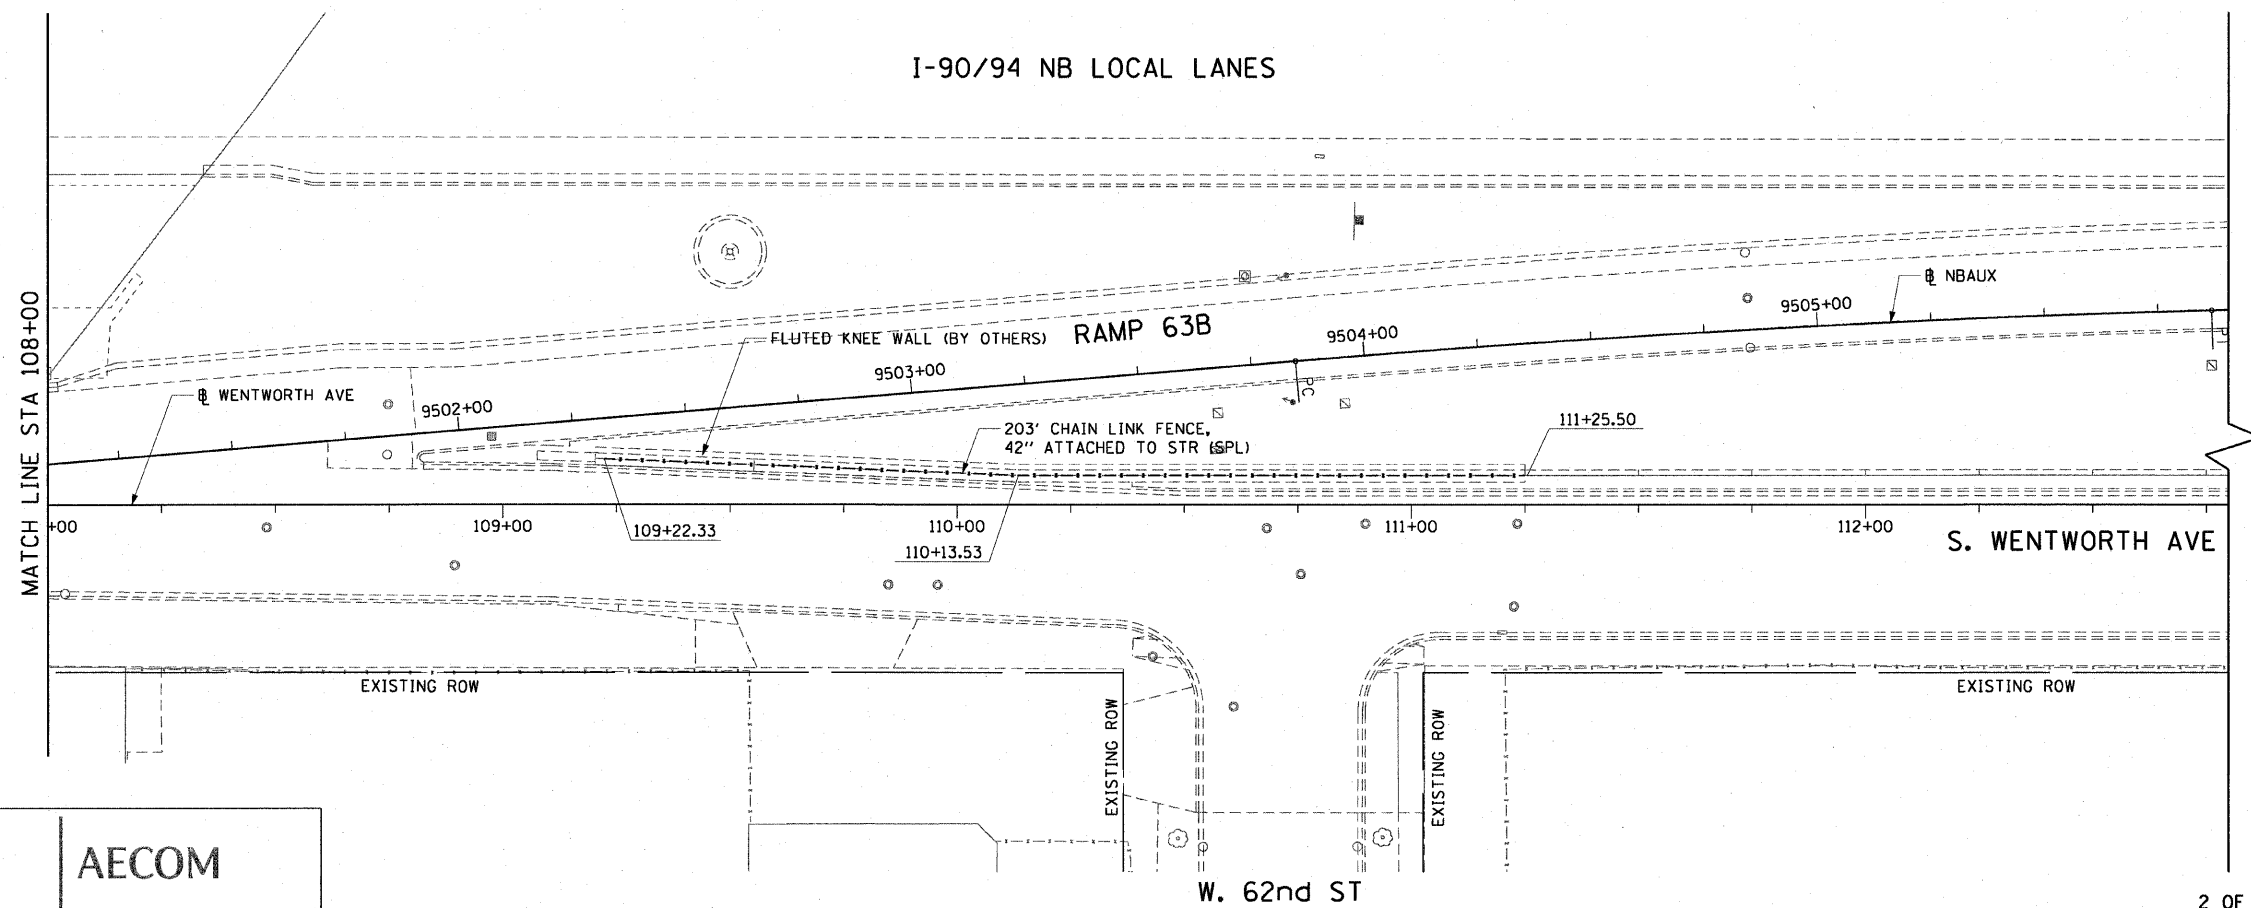 I-90/94 NB LOCAL LANES
MATCH LINE STA 108+00
℄ NBAUX
9505+00
FLUTED KNEE WALL (BY OTHERS)
RAMP 63B
9504+00
9503+00
PC
℄ WENTWORTH AVE
9502+00
203' CHAIN LINK FENCE,
42" ATTACHED TO STR (SPL)
111+25.50
+00
109+00
109+22.33
110+00
110+13.53
111+00
112+00
S. WENTWORTH AVE
EXISTING ROW
EXISTING ROW
EXISTING ROW
EXISTING ROW
AECOM
W. 62nd ST
2 OF